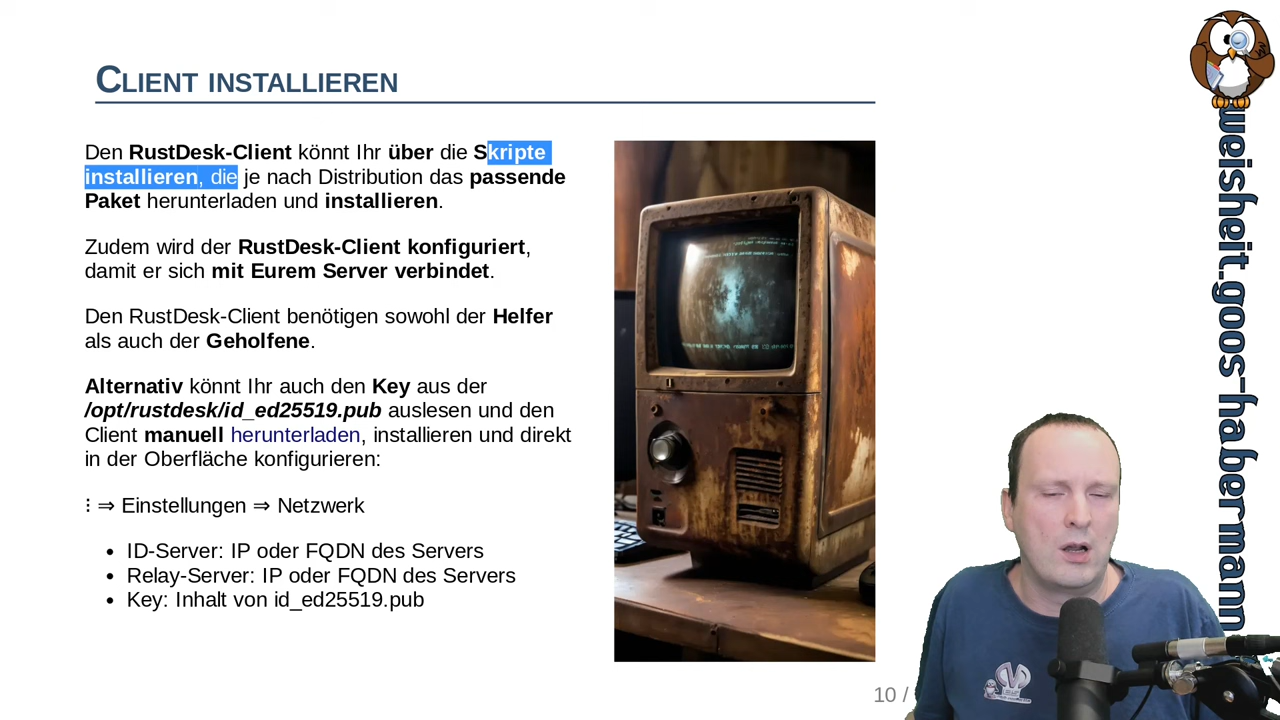 Client installieren
Den RustDesk-Client könnt Ihr über die Skripte
installieren, die je nach Distribution das passende
Paket herunterladen und installieren.
Zudem wird der RustDesk-Client konfiguriert,
damit er sich mit Eurem Server verbindet.
Den RustDesk-Client benötigen sowohl der Helfer
als auch der Geholfene.
Alternativ könnt Ihr auch den Key aus der
/opt/rustdesk/id_ed25519.pub auslesen und den
Client manuell herunterladen, installieren und direkt
in der Oberfläche konfigurieren:
⁝ ⇒ Einstellungen ⇒ Netzwerk
• ID-Server: IP oder FQDN des Servers
• Relay-Server: IP oder FQDN des Servers
• Key: Inhalt von id_ed25519.pub
10 /
weisheit.goos-habermann